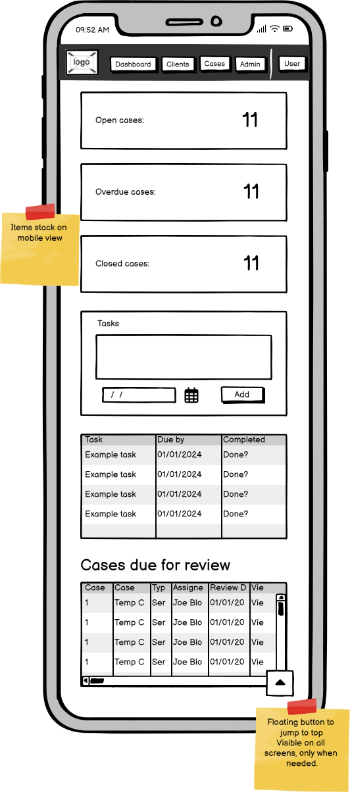 09:52 AM
logo Dashboard Clients Cases Admin User
Open cases: 11
Overdue cases: 11
Items stack on
mobile view
Closed cases: 11
Tasks
/ / Add
Task Due by Completed
Example task 01/01/2024 Done?
Example task 01/01/2024 Done?
Example task 01/01/2024 Done?
Example task 01/01/2024 Done?
Cases due for review
Case Case Typ Assigne Review D Vie
1 Temp C Ser Joe Blo 01/01/20 Vie
1 Temp C Ser Joe Blo 01/01/20 Vie
1 Temp C Ser Joe Blo 01/01/20 Vie
1 Temp C Ser Joe Blo 01/01/20 Vie
Floating button to
jump to top
Visible on all
screens, only when
needed.